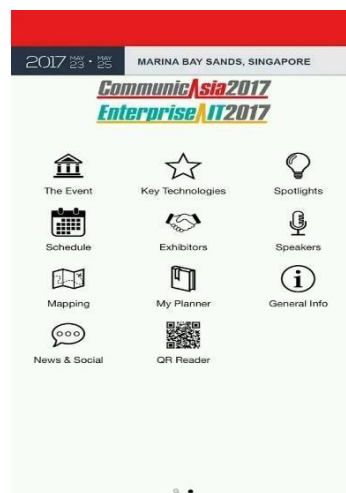 2017 MAY 23 • MAY 25 MARINA BAY SANDS, SINGAPORE
CommunicAsia2017
EnterpriseIT2017
The Event Key Technologies Spotlights
Schedule Exhibitors Speakers
Mapping My Planner General Info
News & Social QR Reader